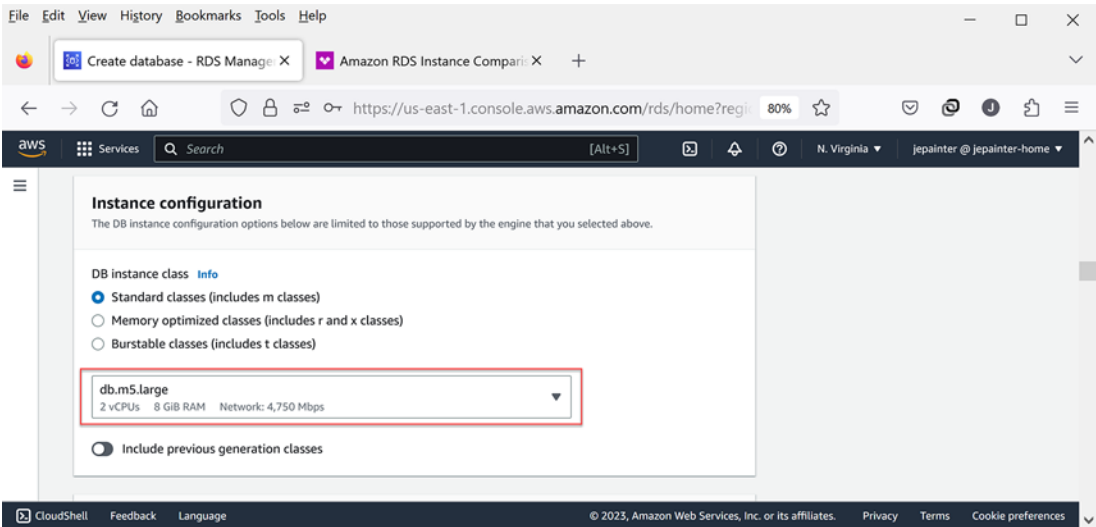 File Edit View History Bookmarks Tools Help
Create database - RDS Manage Amazon RDS Instance Comparis
https://us-east-1.console.aws.amazon.com/rds/home?regi 80% J
aws Services Search [Alt+S] N. Virginia jepainter @ jepainter-home
Instance configuration
The DB instance configuration options below are limited to those supported by the engine that you selected above.
DB instance class Info
Standard classes (includes m classes)
Memory optimized classes (includes r and x classes)
Burstable classes (includes t classes)
db.m5.large
2 vCPUs 8 GiB RAM Network: 4,750 Mbps
Include previous generation classes
CloudShell Feedback Language © 2023, Amazon Web Services, Inc. or its affiliates. Privacy Terms Cookie preferences